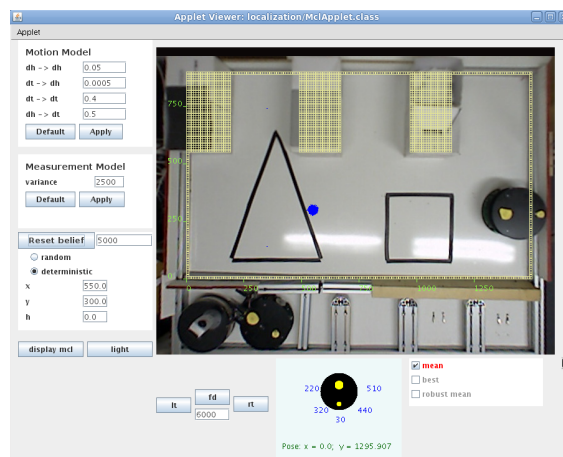 Applet Viewer: localization/MclApplet.class
Applet
Motion Model
dh -> dh 0.05
dt -> dh 0.0005
dt -> dt 0.4
dh -> dt 0.5
Default Apply
Measurement Model
variance 2500
Default Apply
Reset belief 5000
random
deterministic
x 550.0
y 300.0
h 0.0
display mcl light
750
500
250
0
0 250 1000 1250
lt fd rt
6000
220 510
320 440
30
Pose: x = 0.0; y = 1295.907
mean
best
robust mean